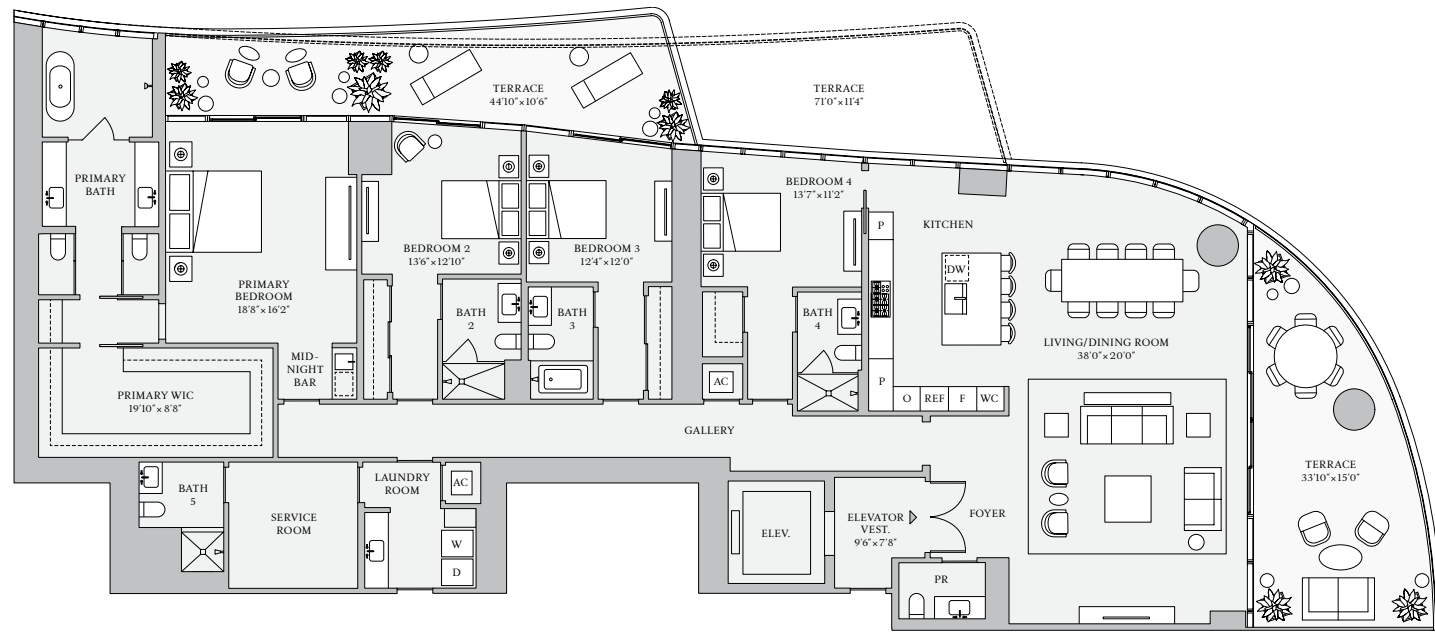 TERRACE
44'10"×10'6"
TERRACE
71'0"×11'4"
PRIMARY
BATH
BEDROOM 4
13'7"×11'2"
P
KITCHEN
BEDROOM 2
13'6"×12'10"
BEDROOM 3
12'4"×12'0"
DW
PRIMARY
BEDROOM
18'8"×16'2"
BATH
2
BATH
3
BATH
4
LIVING/DINING ROOM
38'0"×20'0"
MID-
NIGHT
BAR
AC
P
PRIMARY WIC
19'10"×8'8"
O
REF
F
WC
GALLERY
TERRACE
33'10"×15'0"
BATH
5
LAUNDRY
ROOM
AC
SERVICE
ROOM
ELEV.
ELEVATOR
VEST.
9'6"×7'8"
FOYER
W
D
PR